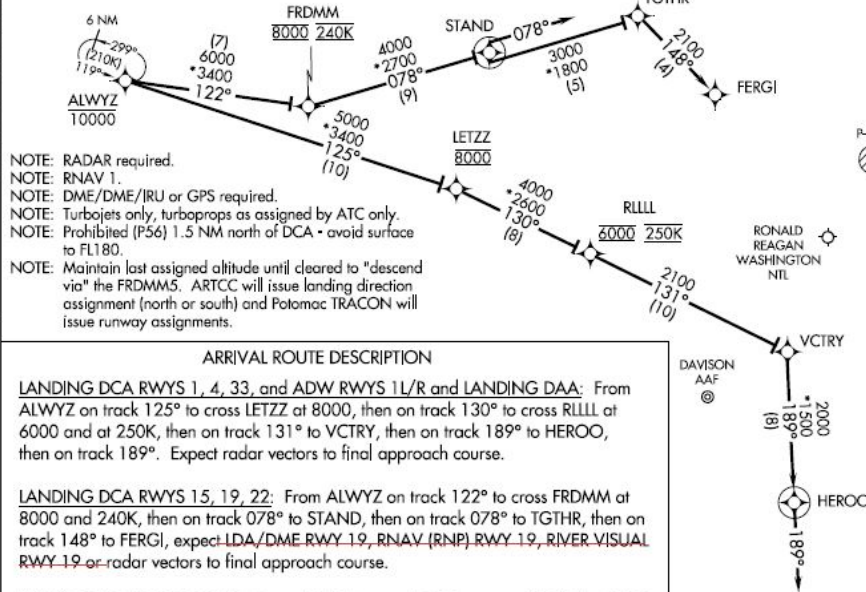 TGTHR
FRDMM
8000 240K
6 NM
299°
(210K)
119°
ALWYZ
10000
(7)
6000
*3400
122°
4000
*2700
078°
(9)
STAND
078°
3000
*1800
(5)
2100
148°
(4)
FERGI
5000
*3400
125°
(10)
LETZZ
8000
4000
*2600
130°
(8)
RLLLL
6000 250K
2100
131°
(10)
RONALD
REAGAN
WASHINGTON
NTL
P-
VCTRY
DAVISON
AAF
2000
*1500
189°
(8)
HEROO
189°
NOTE: RADAR required.
NOTE: RNAV 1.
NOTE: DME/DME/IRU or GPS required.
NOTE: Turbojets only, turboprops as assigned by ATC only.
NOTE: Prohibited (P56) 1.5 NM north of DCA - avoid surface
to FL180.
NOTE: Maintain last assigned altitude until cleared to "descend
via" the FRDMM5. ARTCC will issue landing direction
assignment (north or south) and Potomac TRACON will
issue runway assignments.
ARRIVAL ROUTE DESCRIPTION
LANDING DCA RWYS 1, 4, 33, and ADW RWYS 1L/R and LANDING DAA: From
ALWYZ on track 125° to cross LETZZ at 8000, then on track 130° to cross RLLLL at
6000 and at 250K, then on track 131° to VCTRY, then on track 189° to HEROO,
then on track 189°. Expect radar vectors to final approach course.
LANDING DCA RWYS 15, 19, 22: From ALWYZ on track 122° to cross FRDMM at
8000 and 240K, then on track 078° to STAND, then on track 078° to TGTHR, then on
track 148° to FERGI, expect LDA/DME RWY 19, RNAV (RNP) RWY 19, RIVER VISUAL
RWY 19 or radar vectors to final approach course.